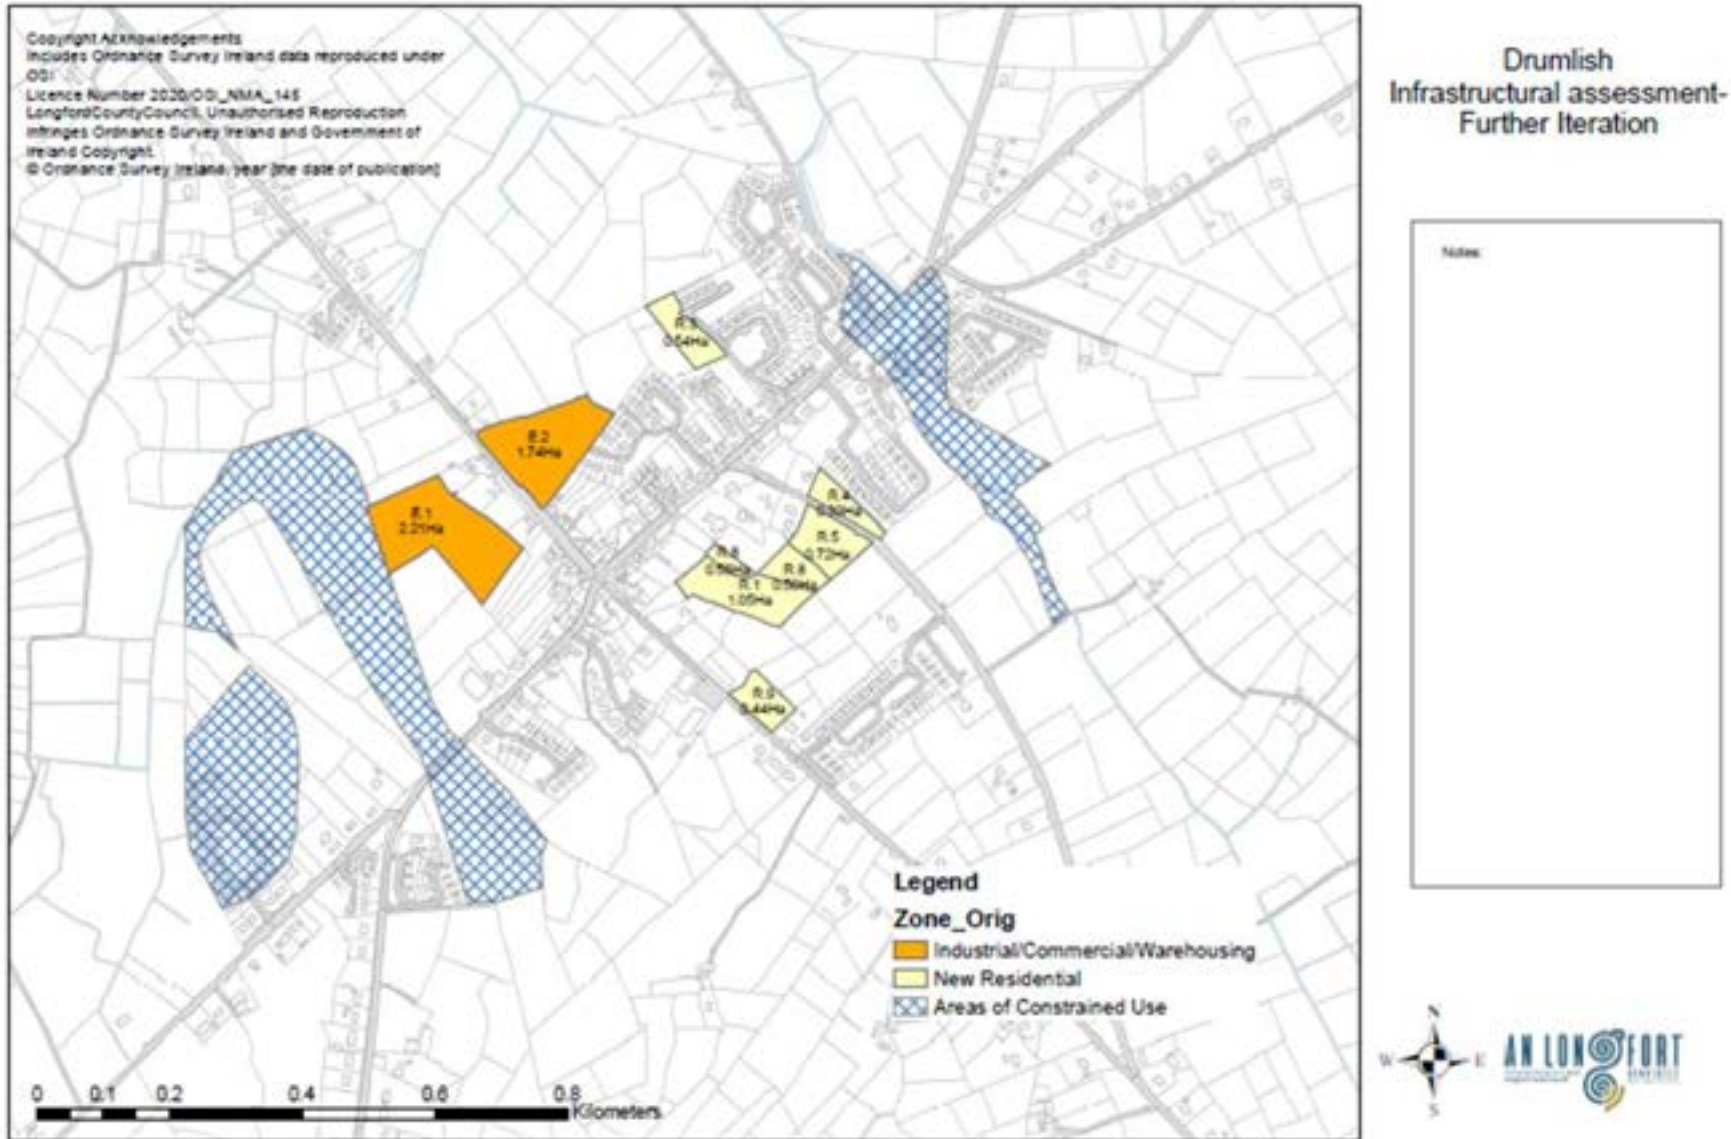 Copyright Acknowledgements
Includes Ordnance Survey Ireland data reproduced under
OSI
Licence Number 2020/OSI_NMA_145
LongfordCountyCouncil, Unauthorised Reproduction
infringes Ordnance Survey Ireland and Government of
Ireland Copyright.
© Ordnance Survey Ireland, year [the date of publication]
Drumlish
Infrastructural assessment-
Further Iteration
Notes:
0.54Ha
E.2
1.74Ha
E.1
2.21Ha
R.4
R.5
0.72Ha
R.1
1.05Ha
R.9
0.44Ha
Legend
Zone_Orig
Industrial/Commercial/Warehousing
New Residential
Areas of Constrained Use
0 0.1 0.2 0.4 0.6 0.8
Kilometers
N
W E
S
AN LONGFORT